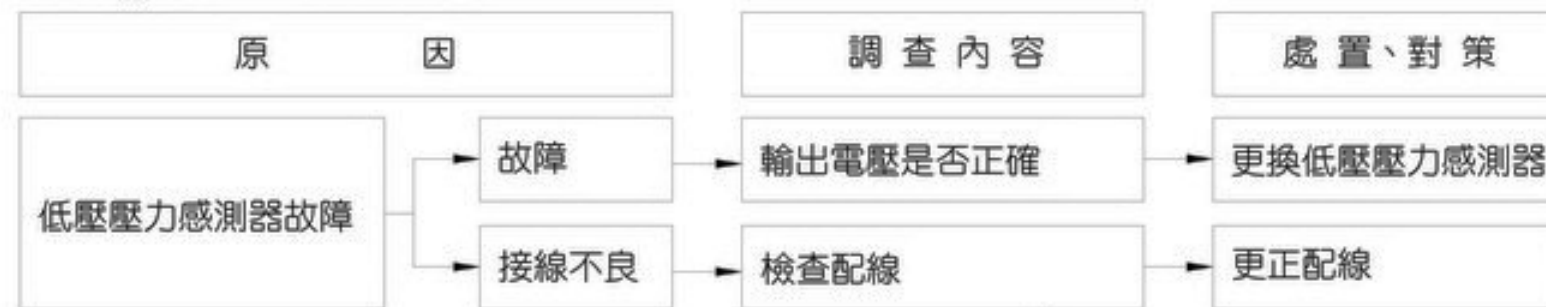 原因
調查內容
處置、對策
低壓壓力感測器故障
故障
輸出電壓是否正確
更換低壓壓力感測器
接線不良
檢查配線
更正配線